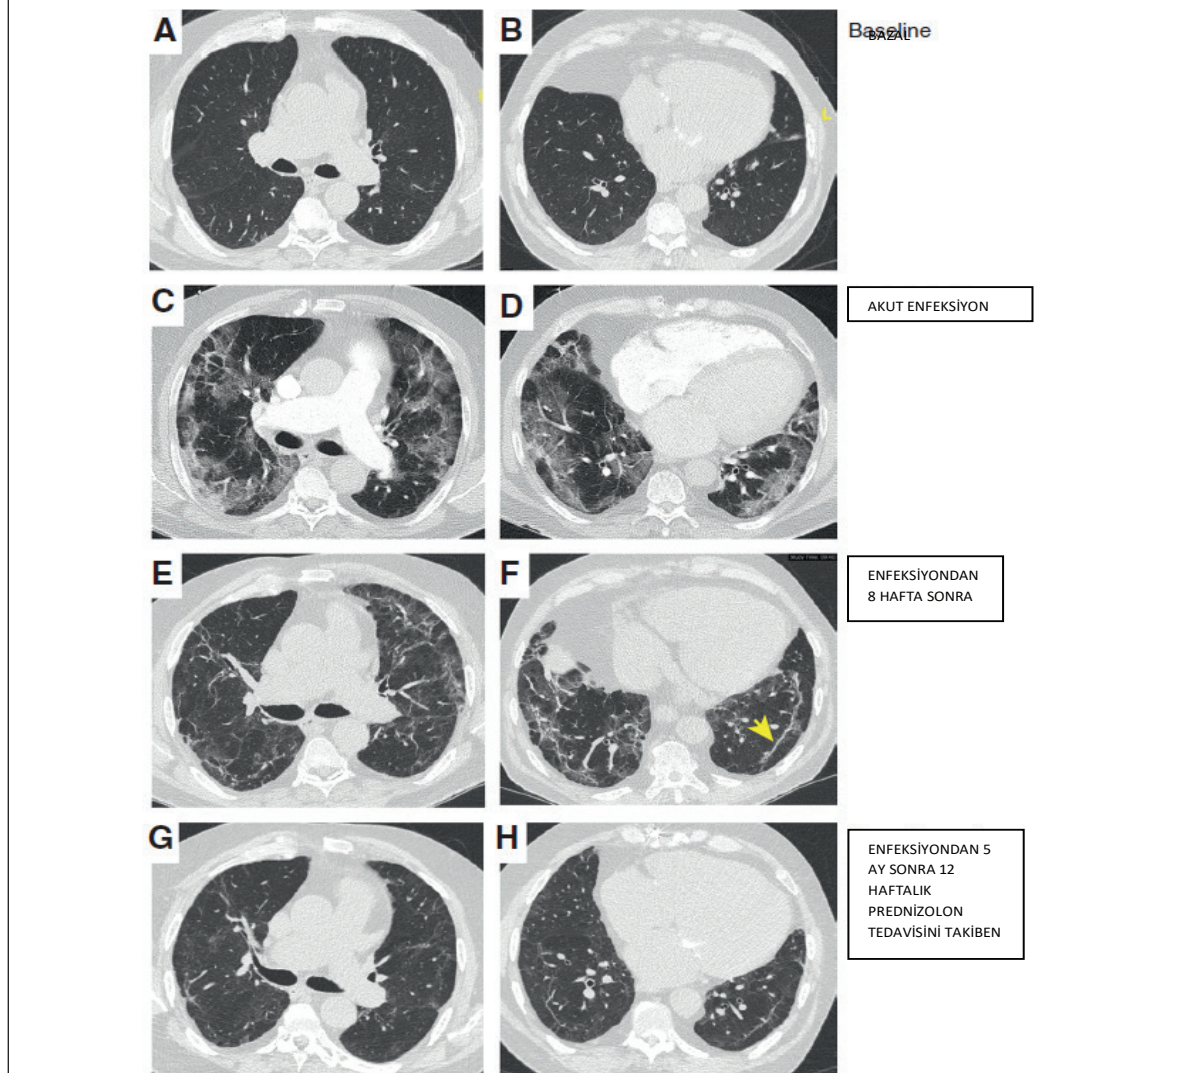 A
B
Baseline
BAZAL
L
C
D
AKUT ENFEKSİYON
E
F
ENFEKSİYONDAN
8 HAFTA SONRA
G
H
ENFEKSİYONDAN 5
AY SONRA 12
HAFTALIK
PREDNİZOLON
TEDAVİSİNİ TAKİBEN